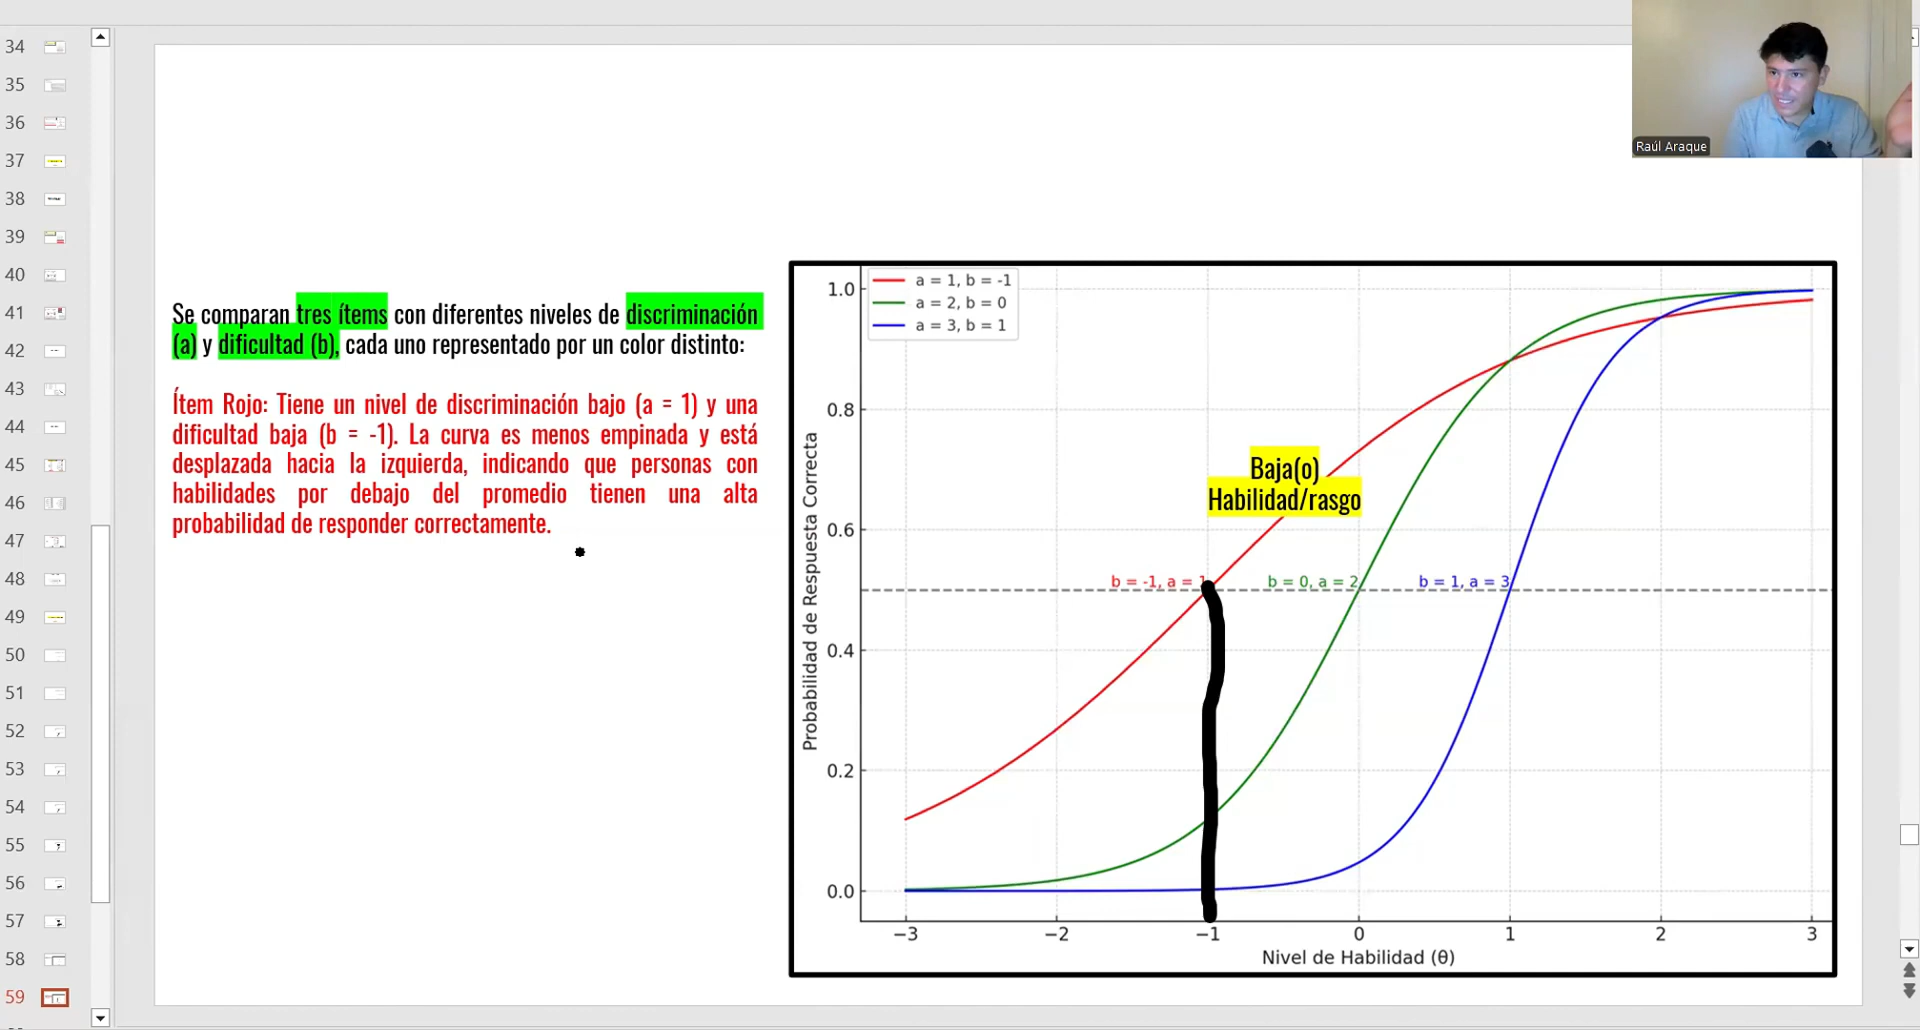 34
35
36
37
38
39
40
41
42
43
44
45
46
47
48
49
50
51
52
53
54
55
56
57
58
59
Raúl Araque
Se comparan tres ítems con diferentes niveles de discriminación
(a) y dificultad (b), cada uno representado por un color distinto:
Ítem Rojo: Tiene un nivel de discriminación bajo (a = 1) y una
dificultad baja (b = -1). La curva es menos empinada y está
desplazada hacia la izquierda, indicando que personas con
habilidades por debajo del promedio tienen una alta
probabilidad de responder correctamente.
a = 1, b = -1
a = 2, b = 0
a = 3, b = 1
Baja(o)
Habilidad/rasgo
b = -1, a = 1
b = 0, a = 2
b = 1, a = 3
Probabilidad de Respuesta Correcta
1.0
0.8
0.6
0.4
0.2
0.0
−3 −2 −1 0 1 2 3
Nivel de Habilidad (θ)